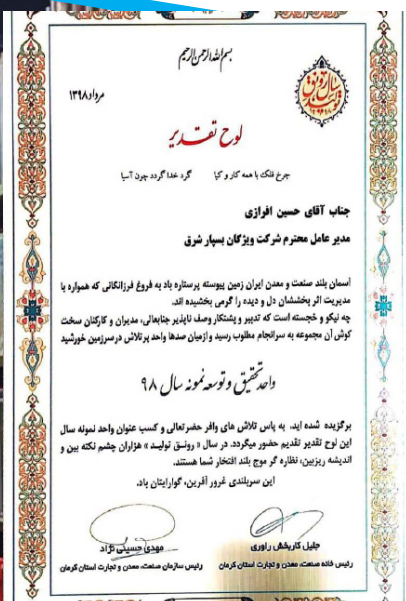 بسم الله الرحمن الرحیم
سال رونق تولید
مرداد ۱۳۹۸
لوح تقدیر
چرخ فلک با همه کار و کیا گرد خدا گردد چون آسیا
جناب آقای حسین افرازی
مدیر عامل محترم شرکت ویژگان بسپار شرق
آسمان بلند صنعت و معدن ایران زمین پیوسته پرستاره باد به فروغ فرزانگانی که همواره با
مدیریت اثر بخششان دل و دیده را گرمی بخشیده اند.
چه نیکو و خجسته است که تدبیر و پشتکار وصف ناپذیر جنابعالی، مدیران و کارکنان سخت
کوش آن مجموعه به سرانجام مطلوب رسید و ازمیان صدها واحد پرتلاش درسرزمین خورشید
واحد تحقیق و توسعه نمونه سال ۹۸
برگزیده شده اید. به پاس تلاش های وافر حضرتعالی و کسب عنوان واحد نمونه سال
این لوح تقدیر تقدیم حضور میگردد. در سال « رونق تولید » هزاران چشم نکته بین و
اندیشه ریزبین، نظاره گر موج بلند افتخار شما هستند.
این سربلندی غرور آفرین، گوارایتان باد.
جلیل کاربخش راوری
رئیس خانه صنعت، معدن و تجارت استان کرمان
مهدی حسینی نژاد
رئیس سازمان صنعت، معدن و تجارت استان کرمان